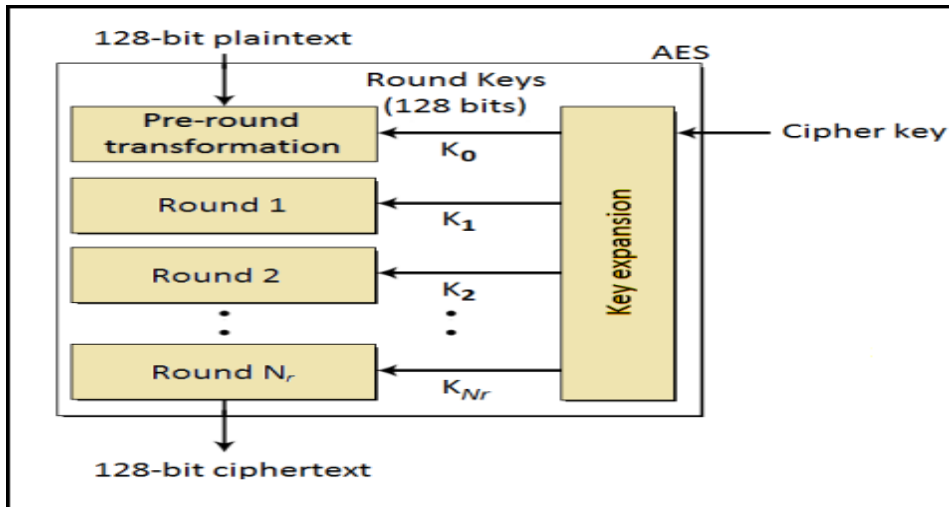 128-bit plaintext
AES
Round Keys
(128 bits)
Pre-round
transformation
K0
Cipher key
Round 1
K1
Key expansion
Round 2
K2
Round Nr
KNr
128-bit ciphertext